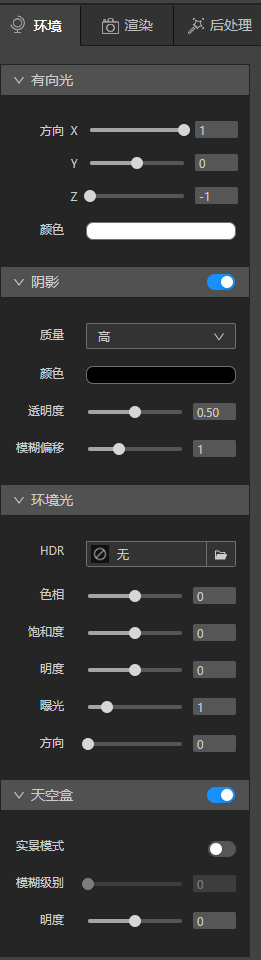 环境 渲染 后处理
有向光
方向 X 1
Y 0
Z -1
颜色
阴影
质量 高
颜色
透明度 0.50
模糊偏移 1
环境光
HDR 无
色相 0
饱和度 0
明度 0
曝光 1
方向 0
天空盒
实景模式
模糊级别 0
明度 0